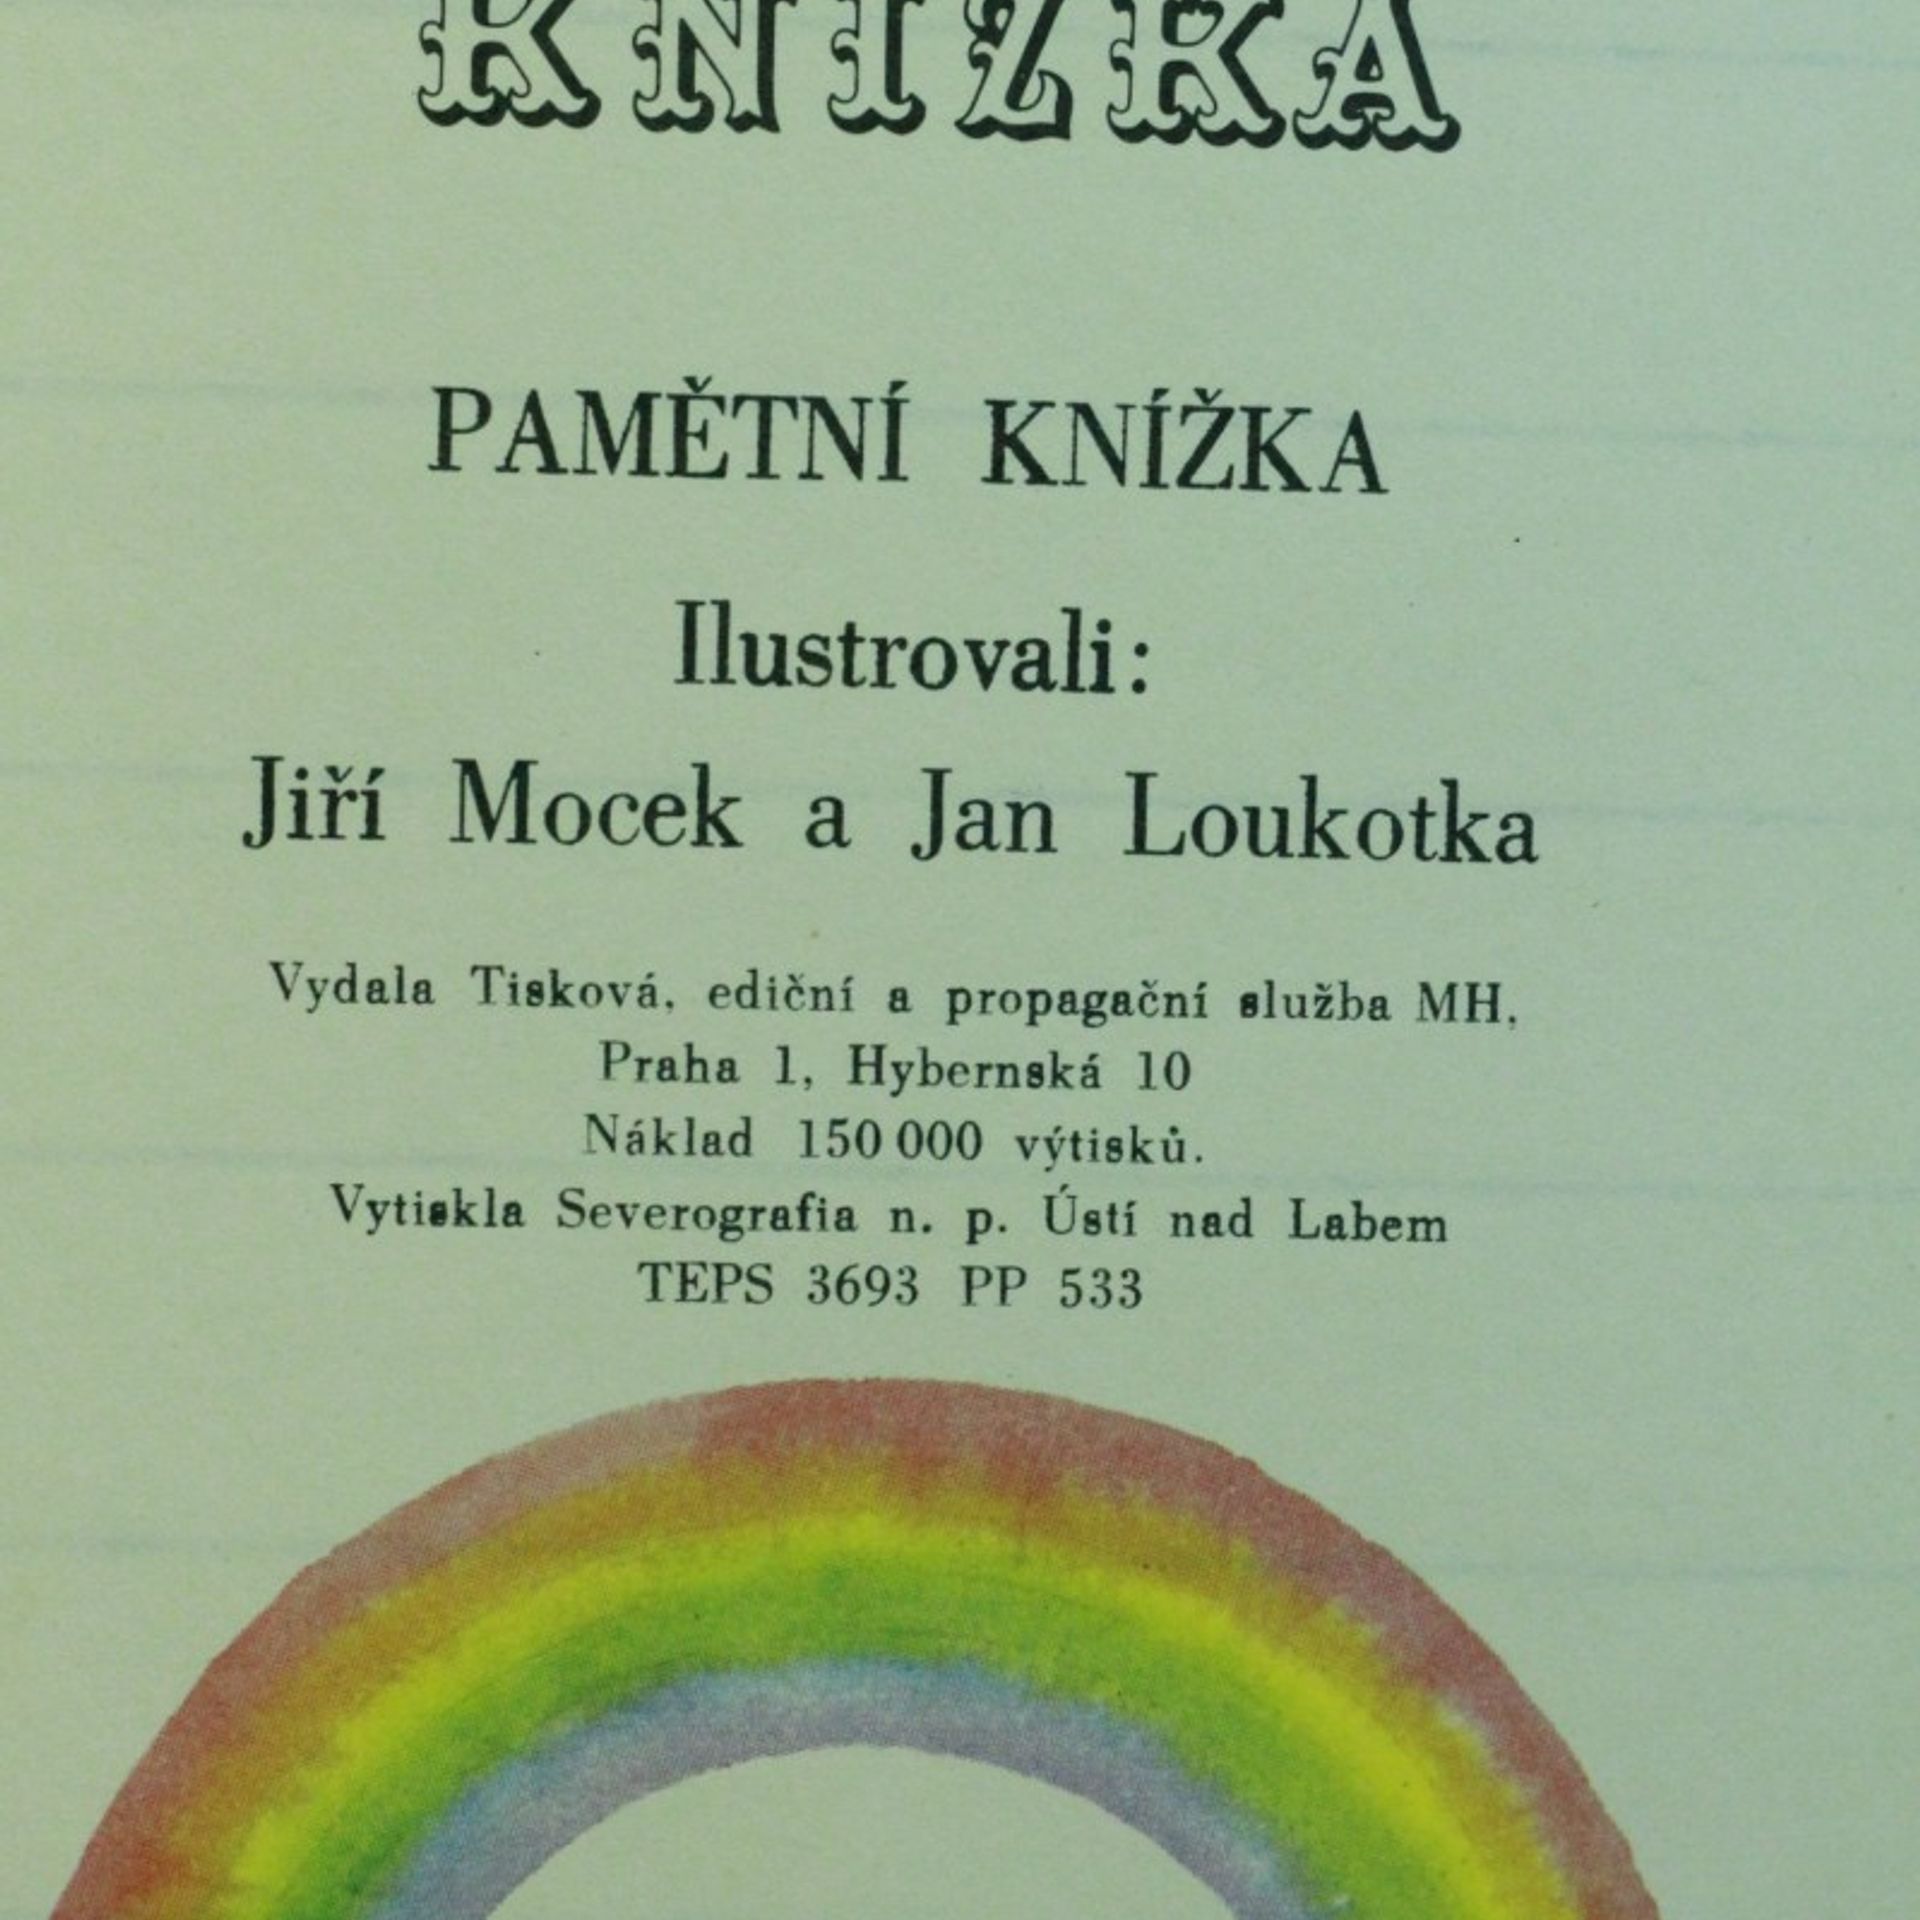 KNÍŽKA
PAMĚTNÍ KNÍŽKA
Ilustrovali:
Jiří Mocek a Jan Loukotka
Vydala Tisková, ediční a propagační služba MH,
Praha 1, Hybernská 10
Náklad 150 000 výtisků.
Vytiskla Severografia n. p. Ústí nad Labem
TEPS 3693 PP 533